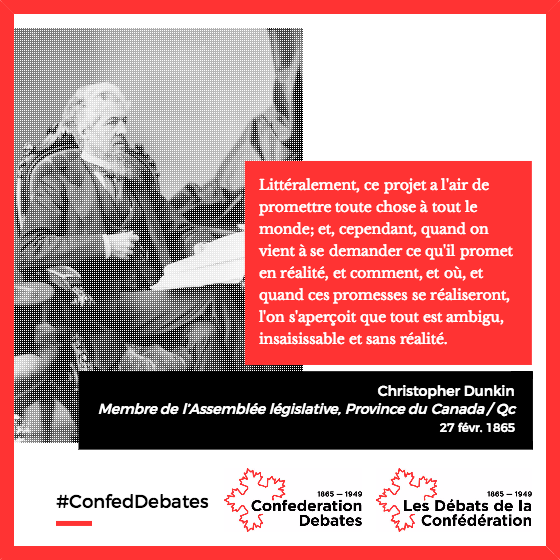 Littéralement, ce projet a l'air de
promettre toute chose à tout le
monde; et, cependant, quand on
vient à se demander ce qu'il promet
en réalité, et comment, et où, et
quand ces promesses se réaliseront,
l'on s'aperçoit que tout est ambigu,
insaisissable et sans réalité.
Christopher Dunkin
Membre de l'Assemblée législative, Province du Canada / Qc
27 févr. 1865
#ConfedDebates
1865 — 1949
Confederation
Debates
1865 — 1949
Les Débats de la
Confédération